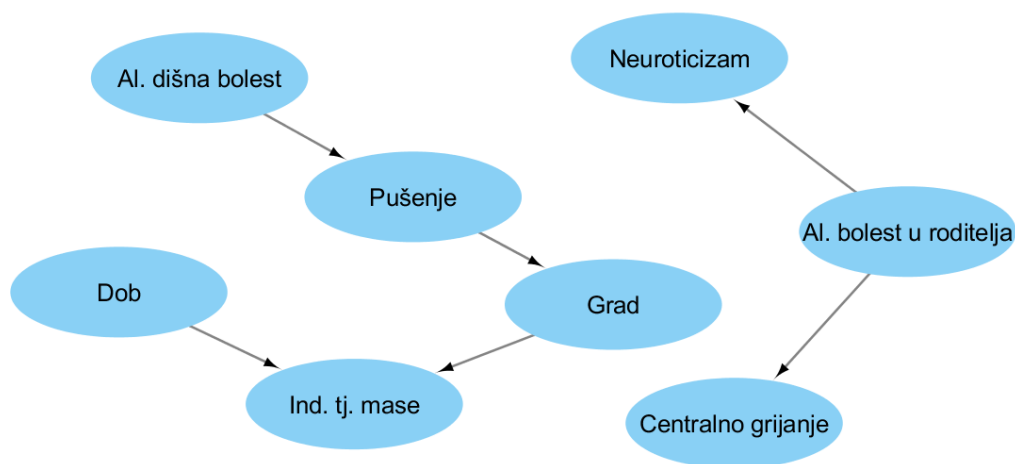 Neuroticizam
Al. dišna bolest
Pušenje
Al. bolest u roditelja
Dob
Grad
Ind. tj. mase
Centralno grijanje